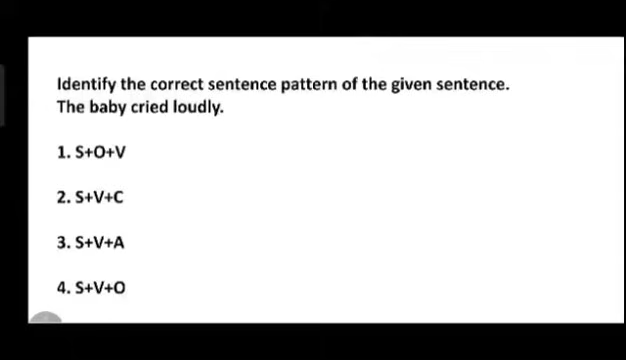 Identify the correct sentence pattern of the given sentence.
The baby cried loudly.
1. S+O+V
2. S+V+C
3. S+V+A
4. S+V+O